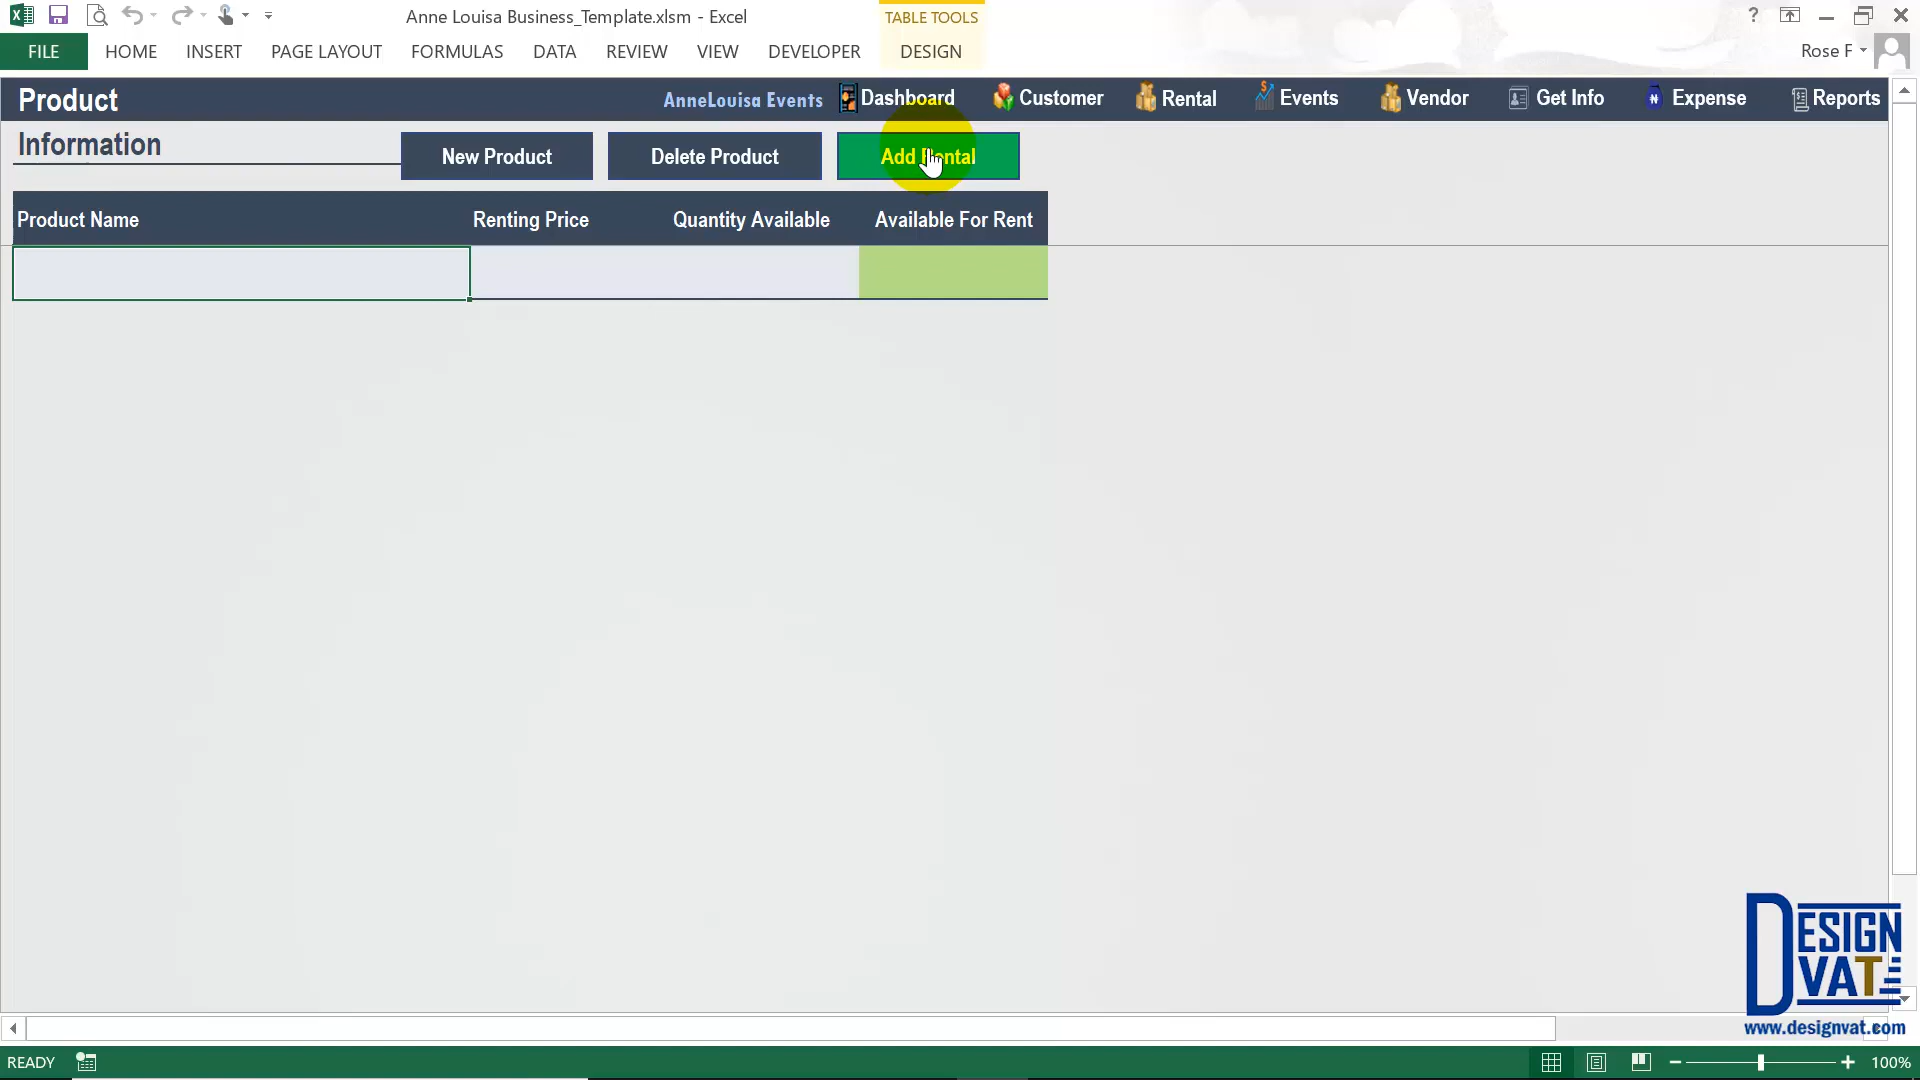 Anne Louisa Business_Template.xlsm - Excel
TABLE TOOLS
?
FILE HOME INSERT PAGE LAYOUT FORMULAS DATA REVIEW VIEW DEVELOPER DESIGN
Rose F
Product
AnneLouisa Events
Dashboard Customer Rental Events Vendor Get Info Expense Reports
Information
New Product Delete Product Add Rental
Product Name Renting Price Quantity Available Available For Rent
DESIGN
VAT
www.designvat.com
READY
100%